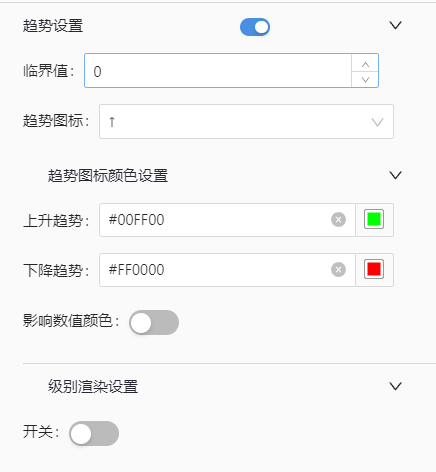 趋势设置
临界值： 0
趋势图标： ↑
趋势图标颜色设置
上升趋势： #00FF00
下降趋势： #FF0000
影响数值颜色：
级别渲染设置
开关：